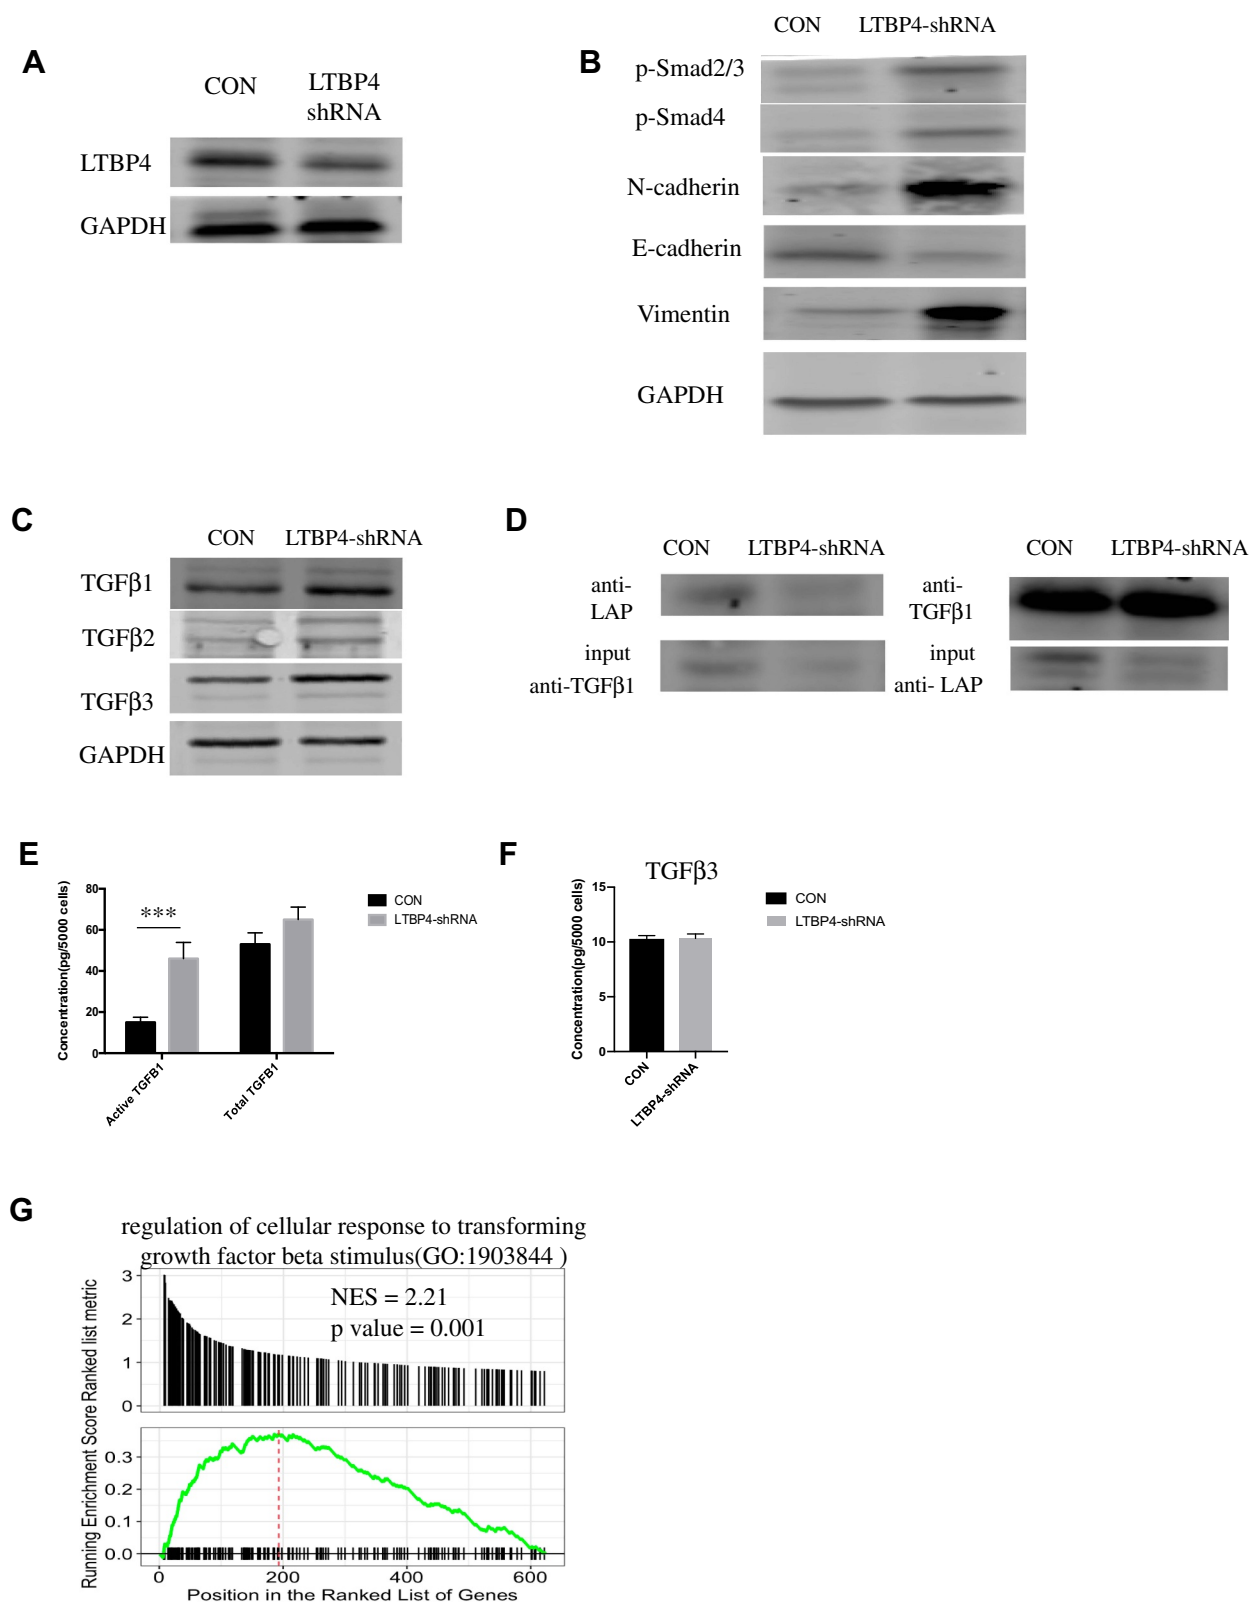 A
CON
LTBP4
shRNA
LTBP4
GAPDH
B
CON
LTBP4-shRNA
p-Smad2/3
p-Smad4
N-cadherin
E-cadherin
Vimentin
GAPDH
C
CON
LTBP4-shRNA
TGFβ1
TGFβ2
TGFβ3
GAPDH
D
CON
LTBP4-shRNA
anti-
LAP
input
anti-TGFβ1
CON
LTBP4-shRNA
anti-
TGFβ1
input
anti- LAP
E
Concentration(pg/5000 cells)
80
60
40
20
0
***
Active TGFB1
Total TGFB1
CON
LTBP4-shRNA
F
TGFβ3
Concentration(pg/5000 cells)
15
10
5
0
CON
LTBP4-shRNA
CON
LTBP4-shRNA
G
regulation of cellular response to transforming
growth factor beta stimulus(GO:1903844 )
NES = 2.21
p value = 0.001
Ranked list metric
3
2
1
0
Running Enrichment Score
0.3
0.2
0.1
0.0
0
200
400
600
Position in the Ranked List of Genes